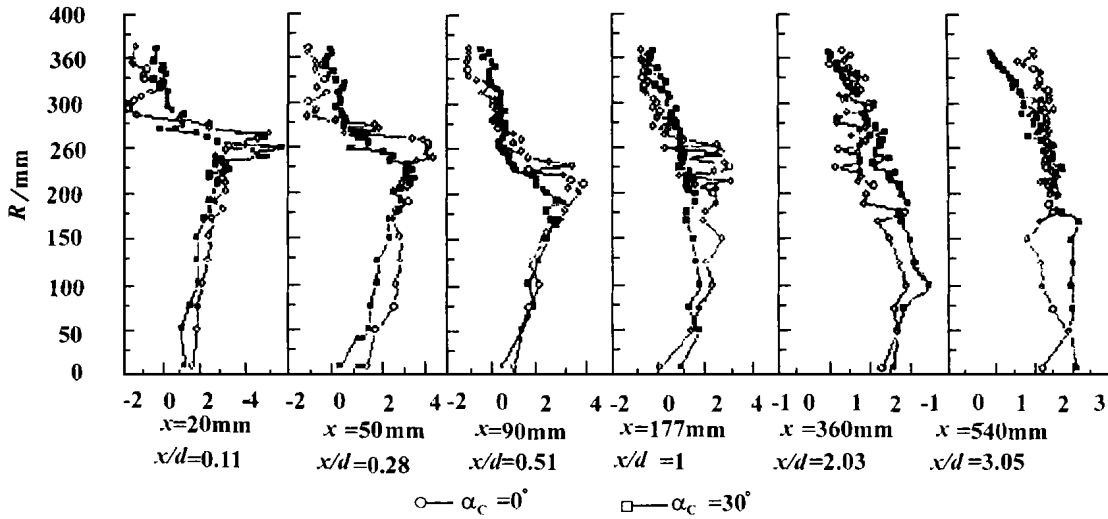 400
360
300
260
200
150
100
50
0
R/mm
-2 0 2 -4 -2 0 2 4 -2 0 2 4 -2 0 2 4 -1 0 1 2 -1 0 1 2 3
x=20mm x =50mm x=90mm x=177mm x =360mm x =540mm
x/d=0.11 x/d=0.28 x/d=0.51 x/d =1 x/d=2.03 x/d=3.05
α_C =0° α_C =30°